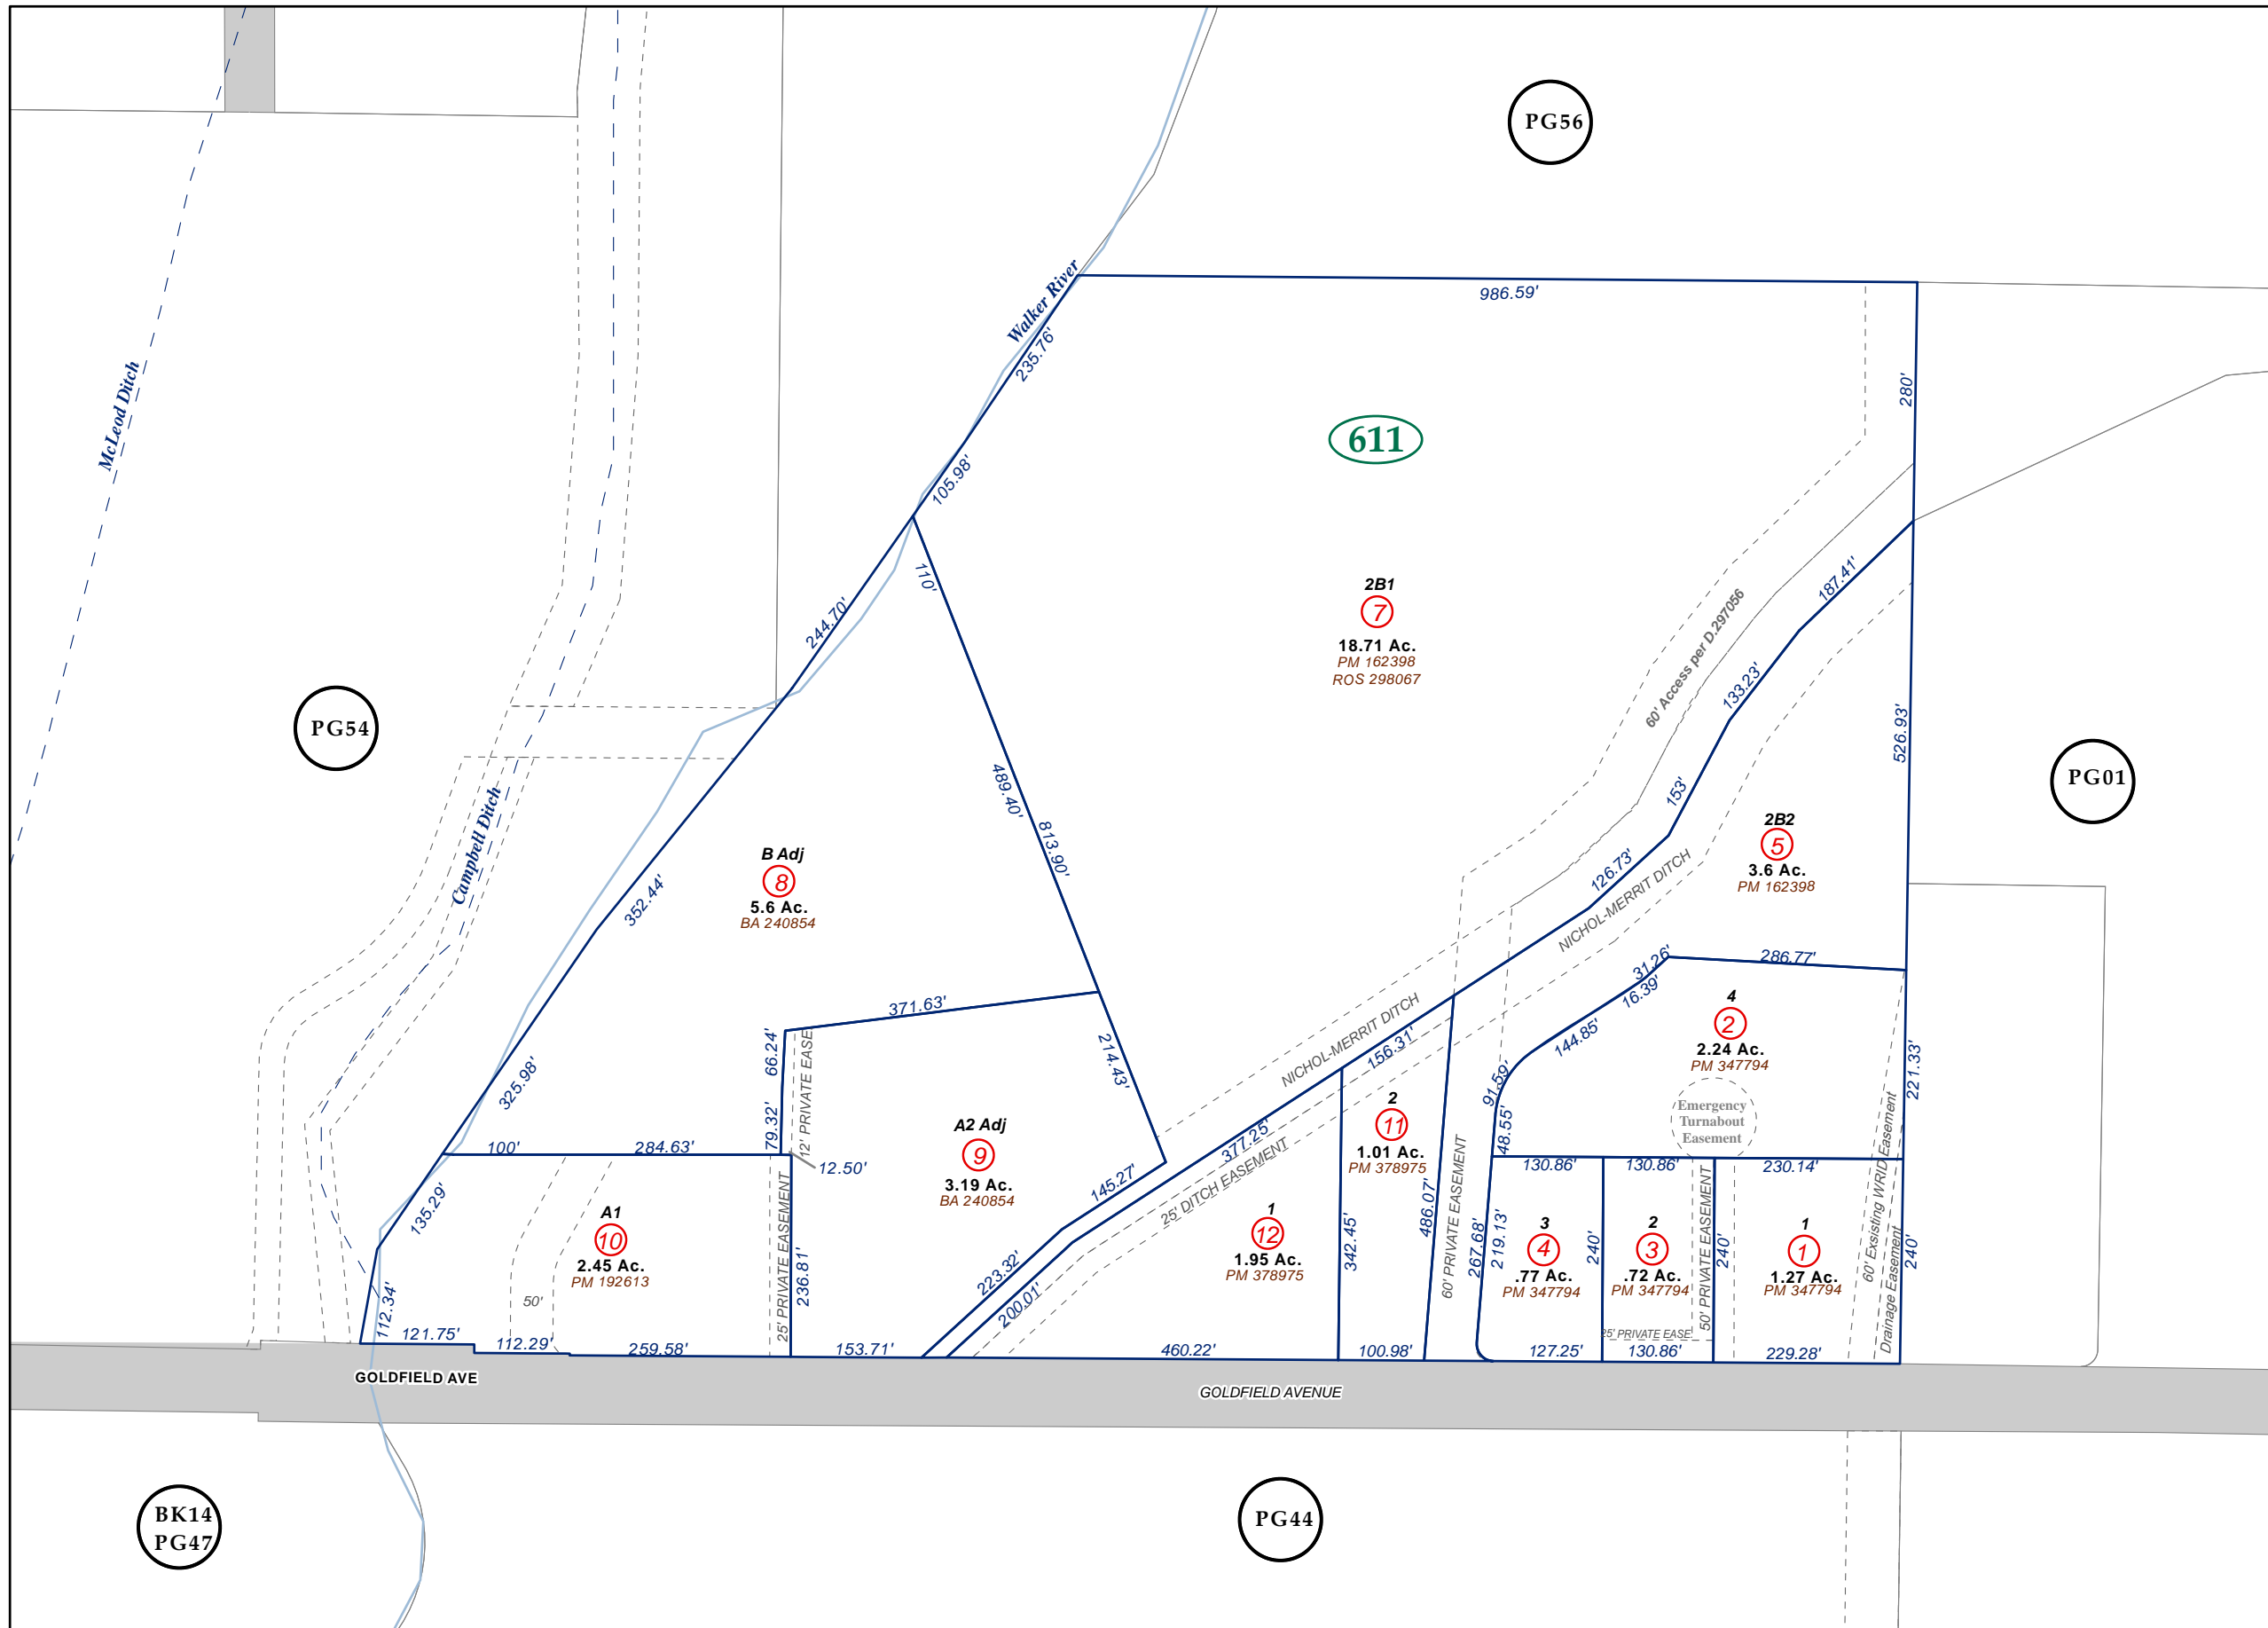 PG56
Walker River
986.59'
235.76'
280'
McLeod Ditch
611
105.98'
110'
187.41'
2B1
7
18.71 Ac.
PM 162398
ROS 298067
60' Access per D.297056
244.70'
133.23'
PG54
526.93'
PG01
489.40'
153'
813.90'
2B2
5
3.6 Ac.
PM 162398
Campbell Ditch
B Adj
8
5.6 Ac.
BA 240854
352.44'
126.73'
NICHOL-MERRIT DITCH
286.77'
31.26'
16.39'
371.63'
4
2
2.24 Ac.
PM 347794
NICHOL-MERRIT DITCH
144.85'
66.24'
12' PRIVATE EASE
214.43'
156.31'
221.33'
325.98'
91.59'
Emergency
Turnabout
Easement
79.32'
A2 Adj
9
3.19 Ac.
BA 240854
2
11
1.01 Ac.
PM 378975
48.55'
377.25'
25' DITCH EASEMENT
100'
284.63'
12.50'
145.27'
130.86'
130.86'
230.14'
135.29'
A1
10
2.45 Ac.
PM 192613
25' PRIVATE EASEMENT
236.81'
1
12
1.95 Ac.
PM 378975
342.45'
486.07'
60' PRIVATE EASEMENT
267.68'
219.13'
3
4
.77 Ac.
PM 347794
240'
2
3
.72 Ac.
PM 347794
50' PRIVATE EASEMENT
240'
1
1
1.27 Ac.
PM 347794
60' Exsisting WRID Easement
Drainage Easement
240'
223.32'
200.01'
50'
112.34'
25' PRIVATE EASE
121.75'
112.29'
259.58'
153.71'
460.22'
100.98'
127.25'
130.86'
229.28'
GOLDFIELD AVE
GOLDFIELD AVENUE
BK14
PG47
PG44